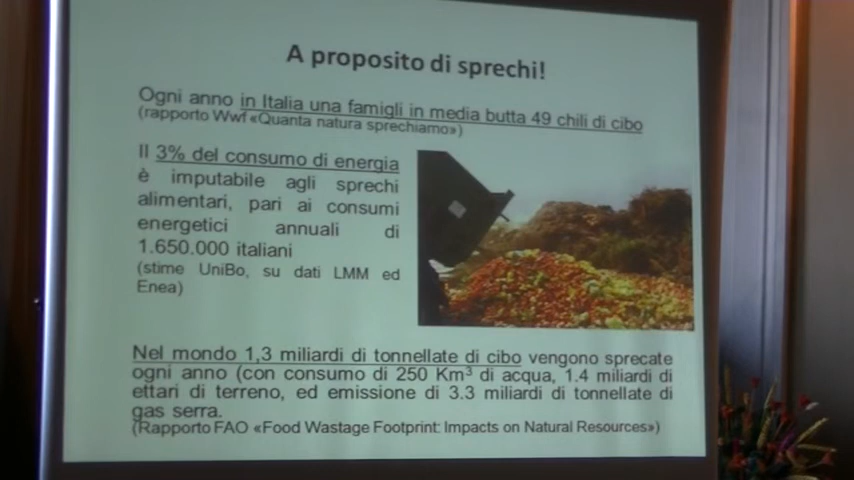 A proposito di sprechi!
Ogni anno in Italia una famigli in media butta 49 chili di cibo
(rapporto Wwf «Quanta natura sprechiamo»)
Il 3% del consumo di energia
è imputabile agli sprechi
alimentari, pari ai consumi
energetici annuali di
1.650.000 italiani
(stime UniBo, su dati LMM ed
Enea)
Nel mondo 1,3 miliardi di tonnellate di cibo vengono sprecate
ogni anno (con consumo di 250 Km³ di acqua, 1.4 miliardi di
ettari di terreno, ed emissione di 3.3 miliardi di tonnellate di
gas serra.
(Rapporto FAO «Food Wastage Footprint: Impacts on Natural Resources»)